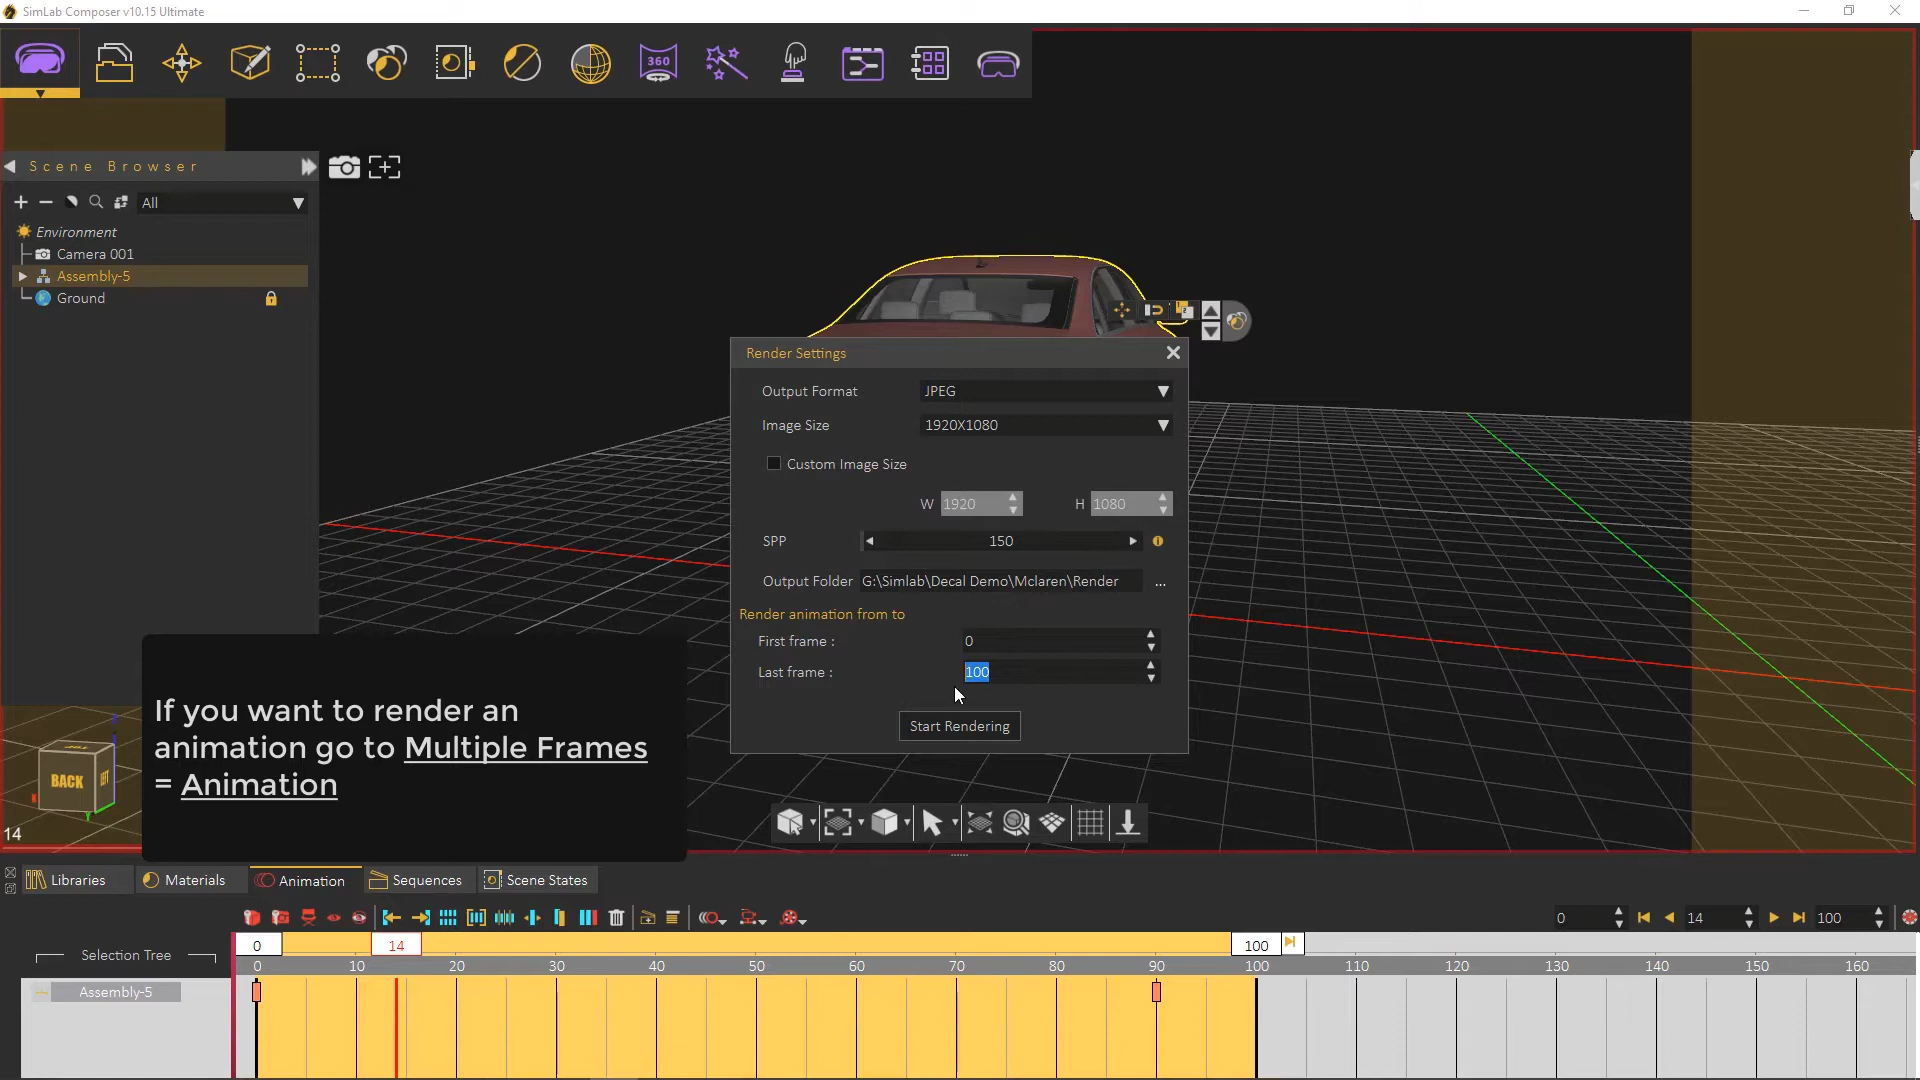 SimLab Composer v10.15 Ultimate
360
Scene Browser
All
Environment
Camera 001
Assembly-5
Ground
Render Settings
Output Format JPEG
Image Size 1920X1080
Custom Image Size
W 1920 H 1080
SPP 150
Output Folder G:\Simlab\Decal Demo\Mclaren\Render ...
Render animation from to
First frame : 0
Last frame : 100
Start Rendering
If you want to render an
animation go to Multiple Frames
= Animation
BACK
14
Libraries Materials Animation Sequences Scene States
0 14 100
0 14 100
Selection Tree
0 10 20 30 40 50 60 70 80 90 100 110 120 130 140 150 160
Assembly-5